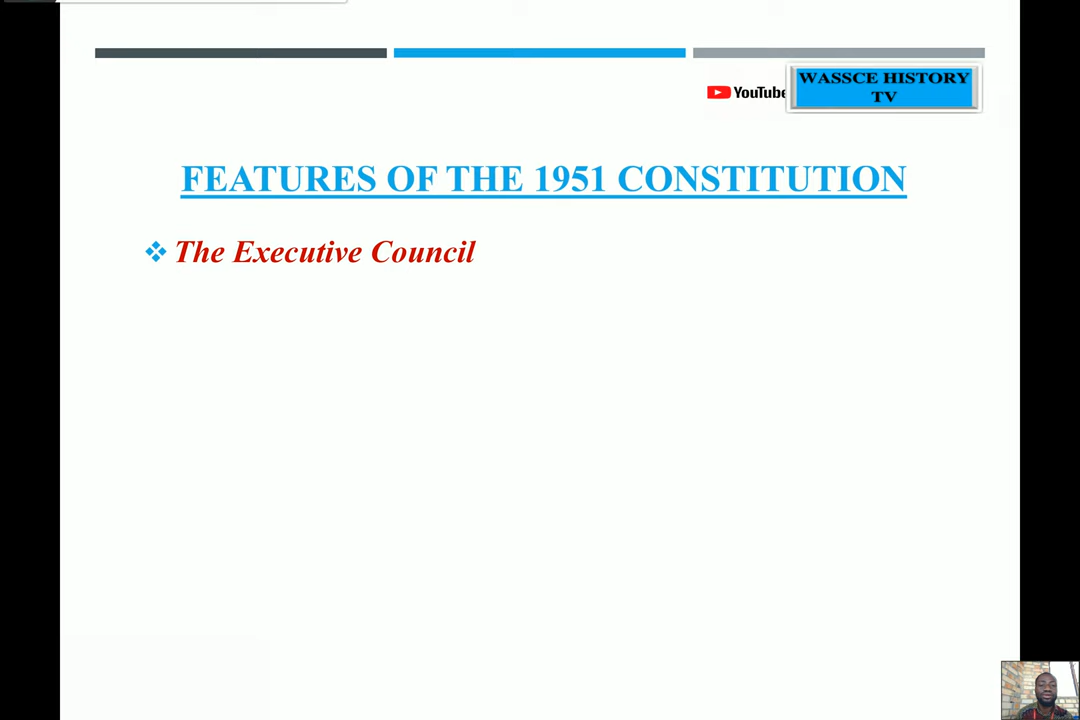 YouTube
WASSCE HISTORY
TV
FEATURES OF THE 1951 CONSTITUTION
The Executive Council